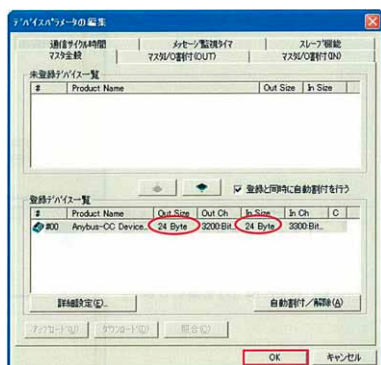 デバイスパラメータの編集
通信サイクル時間 メッセージ監視タイマ スレーブ機能
マスタ全般 マスタI/O割付(OUT) マスタI/O割付(IN)
未登録デバイス一覧
# Product Name Out Size In Size
登録と同時に自動割付を行う
登録デバイス一覧
# Product Name Out Size Out Ch In Size In Ch C
#00 Anybus-CC Device.. 24 Byte 3200:Bit.. 24 Byte 3300:Bit..
詳細設定(E)... 自動割付/解除(A)
アップロード(U) ダウンロード(D) 照合(C)
OK キャンセル